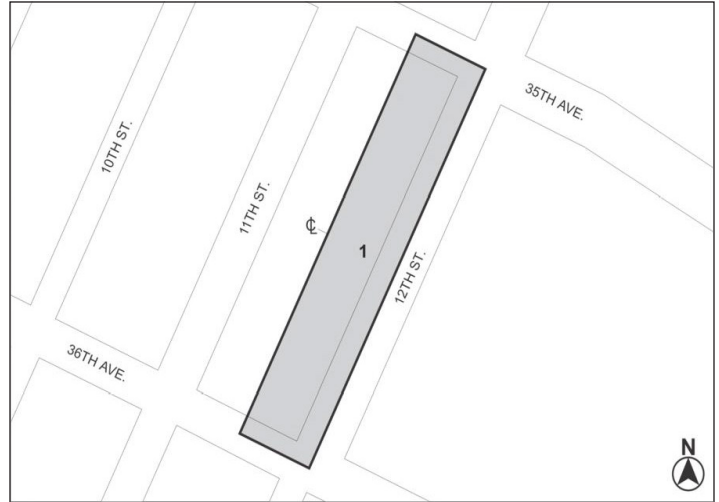 35TH AVE.
10TH ST.
11TH ST.
℄
1
12TH ST.
36TH AVE.
N